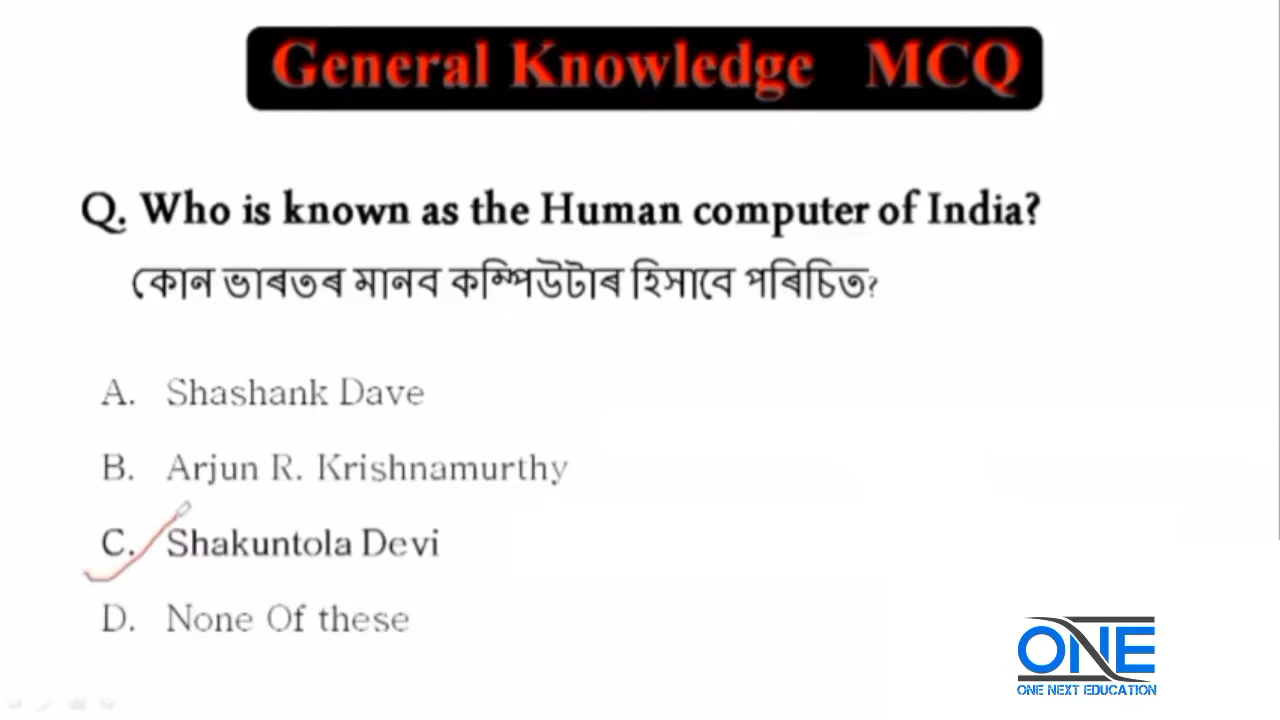 General Knowledge MCQ
Q. Who is known as the Human computer of India?
কোন ভাৰতৰ মানব কম্পিউটাৰ হিসাবে পৰিচিত?
A. Shashank Dave
B. Arjun R. Krishnamurthy
C. Shakuntola Devi
D. None Of these
ONE
ONE NEXT EDUCATION